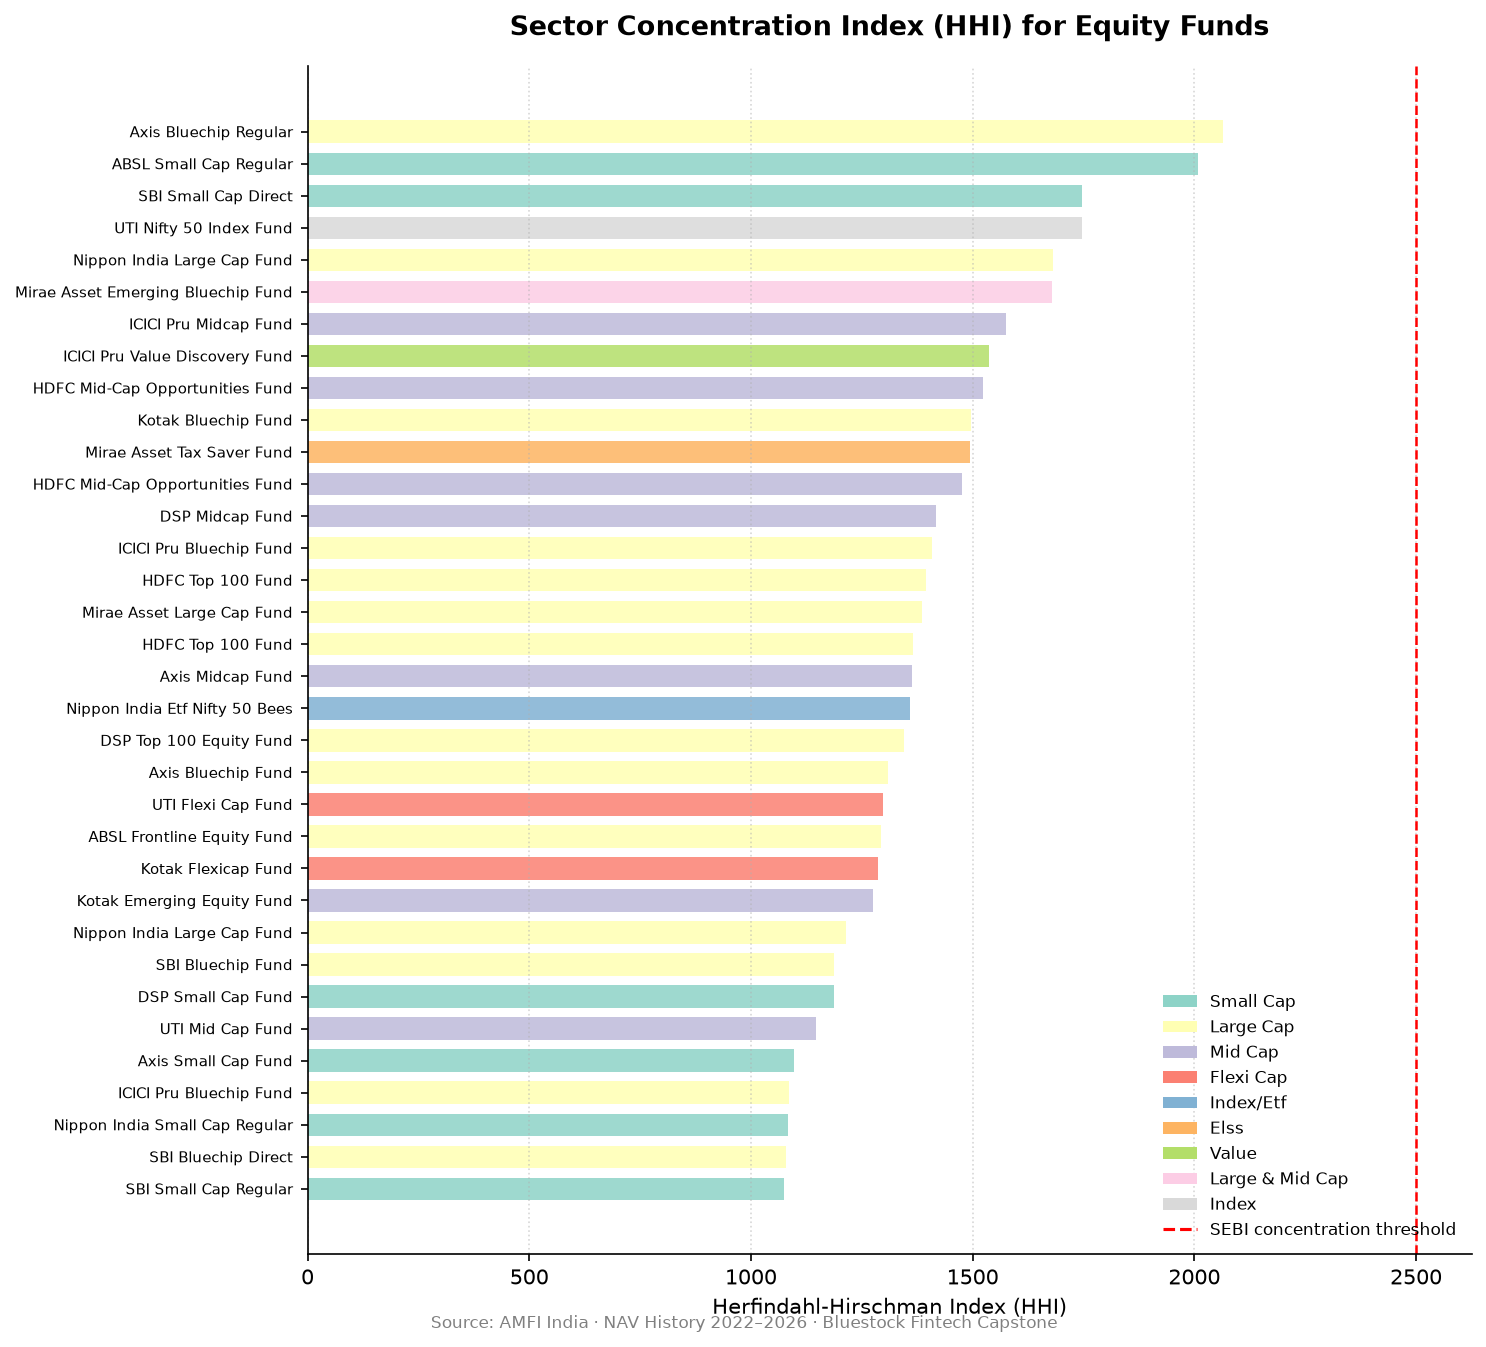 Sector Concentration Index (HHI) for Equity Funds
Axis Bluechip Regular
ABSL Small Cap Regular
SBI Small Cap Direct
UTI Nifty 50 Index Fund
Nippon India Large Cap Fund
Mirae Asset Emerging Bluechip Fund
ICICI Pru Midcap Fund
ICICI Pru Value Discovery Fund
HDFC Mid-Cap Opportunities Fund
Kotak Bluechip Fund
Mirae Asset Tax Saver Fund
HDFC Mid-Cap Opportunities Fund
DSP Midcap Fund
ICICI Pru Bluechip Fund
HDFC Top 100 Fund
Mirae Asset Large Cap Fund
HDFC Top 100 Fund
Axis Midcap Fund
Nippon India Etf Nifty 50 Bees
DSP Top 100 Equity Fund
Axis Bluechip Fund
UTI Flexi Cap Fund
ABSL Frontline Equity Fund
Kotak Flexicap Fund
Kotak Emerging Equity Fund
Nippon India Large Cap Fund
SBI Bluechip Fund
DSP Small Cap Fund
UTI Mid Cap Fund
Axis Small Cap Fund
ICICI Pru Bluechip Fund
Nippon India Small Cap Regular
SBI Bluechip Direct
SBI Small Cap Regular
Small Cap
Large Cap
Mid Cap
Flexi Cap
Index/Etf
Elss
Value
Large & Mid Cap
Index
SEBI concentration threshold
0 500 1000 1500 2000 2500
Herfindahl-Hirschman Index (HHI)
Source: AMFI India · NAV History 2022–2026 · Bluestock Fintech Capstone